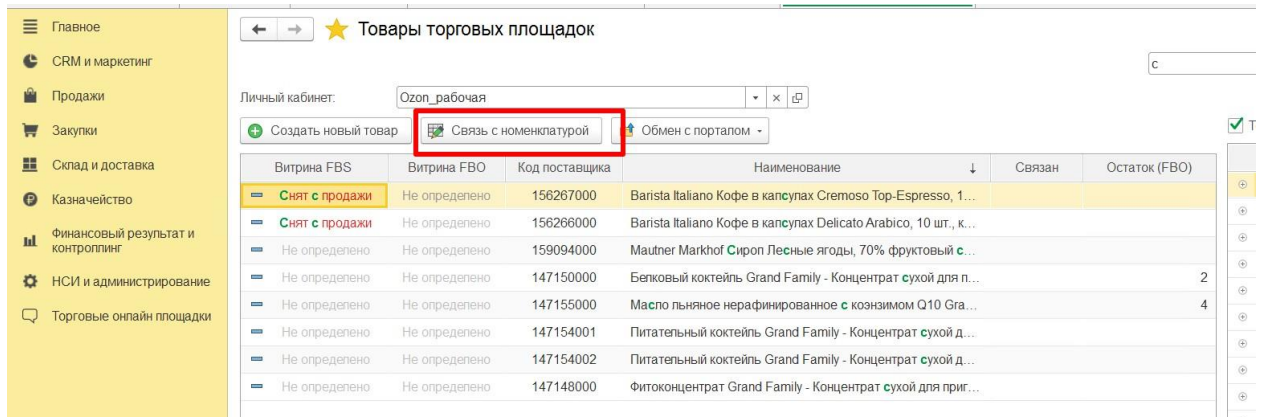 Главное
CRM и маркетинг
Продажи
Закупки
Склад и доставка
Казначейство
Финансовый результат и
контроллинг
НСИ и администрирование
Торговые онлайн площадки
Товары торговых площадок
с
Личный кабинет:
Ozon_рабочая
Создать новый товар
Связь с номенклатурой
Обмен с порталом
Т
Витрина FBS Витрина FBO Код поставщика Наименование ↓ Связан Остаток (FBO)
Снят с продажи Не определено 156267000 Barista Italiano Кофе в капсулах Cremoso Top-Espresso, 1...
Снят с продажи Не определено 156266000 Barista Italiano Кофе в капсулах Delicato Arabico, 10 шт., к...
Не определено Не определено 159094000 Mautner Markhof Сироп Лесные ягоды, 70% фруктовый с...
Не определено Не определено 147150000 Белковый коктейль Grand Family - Концентрат сухой для п... 2
Не определено Не определено 147155000 Масло льняное нерафинированное с коэнзимом Q10 Gra... 4
Не определено Не определено 147154001 Питательный коктейль Grand Family - Концентрат сухой д...
Не определено Не определено 147154002 Питательный коктейль Grand Family - Концентрат сухой д...
Не определено Не определено 147148000 Фитоконцентрат Grand Family - Концентрат сухой для приг...